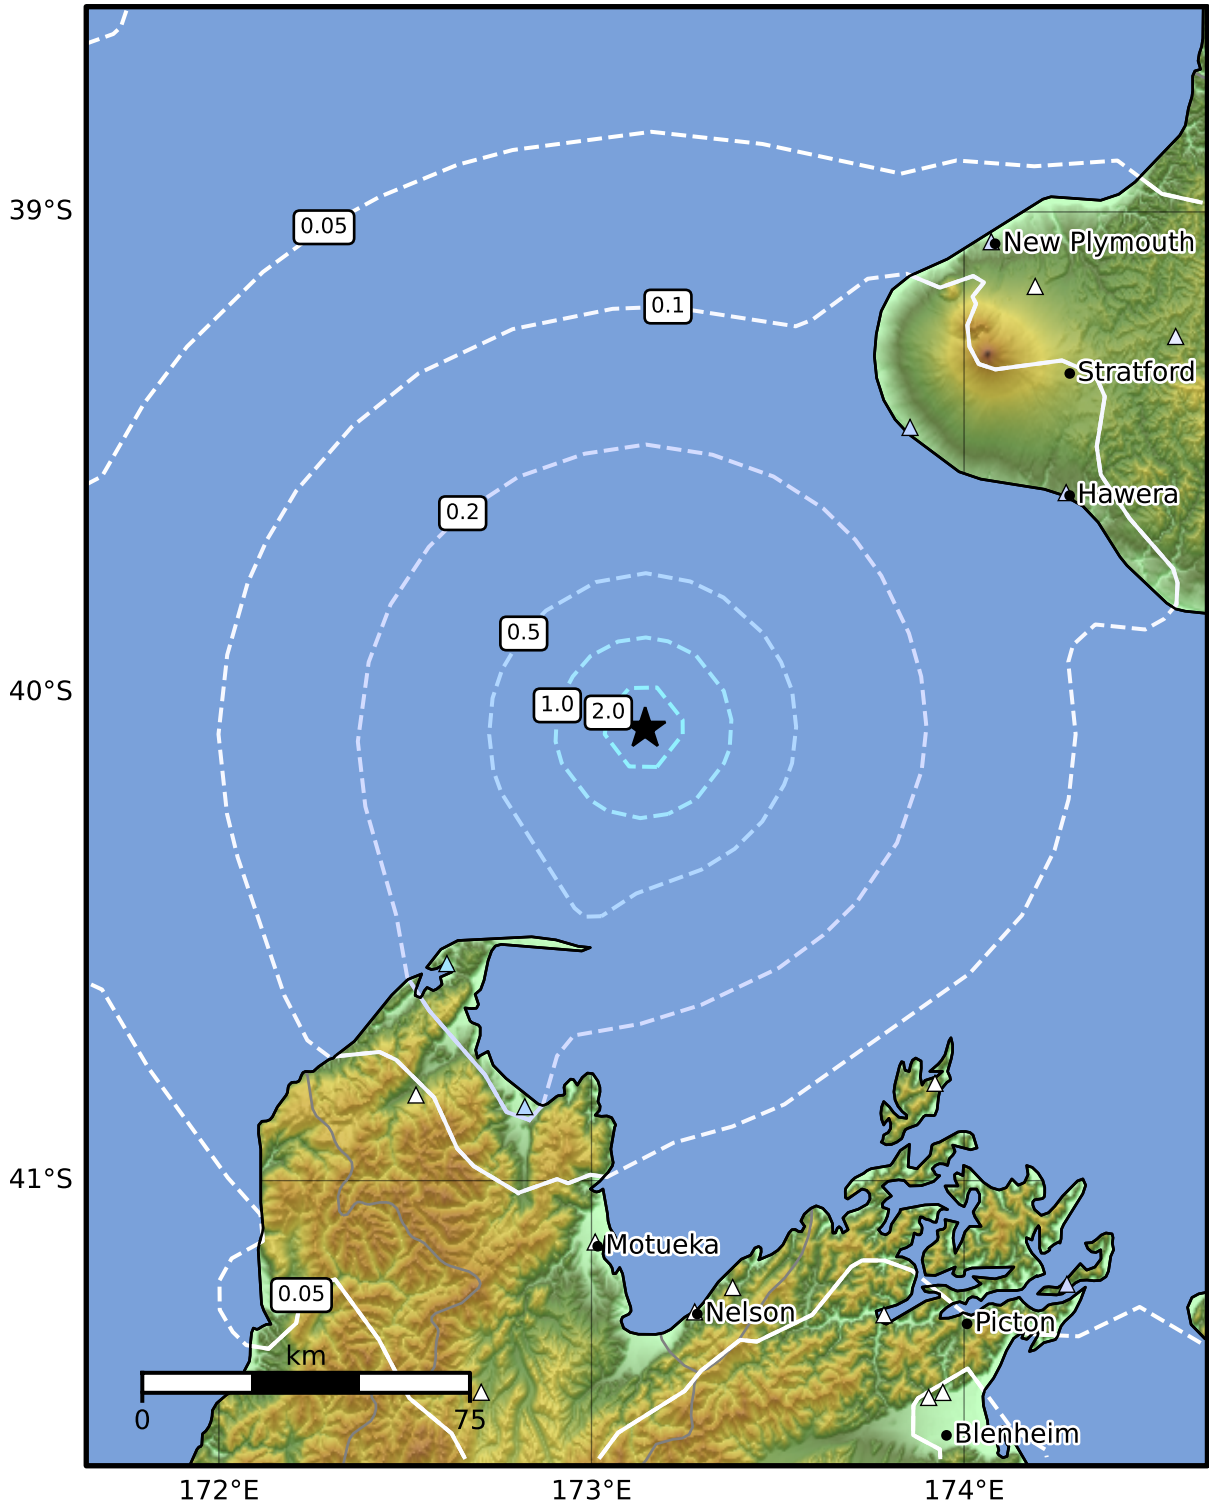 0.05
39°S
New Plymouth
0.1
Stratford
Hawera
0.2
0.5
40°S
1.0
2.0
41°S
Motueka
0.05
Nelson
Picton
km
0
75
Blenheim
172°E
173°E
174°E